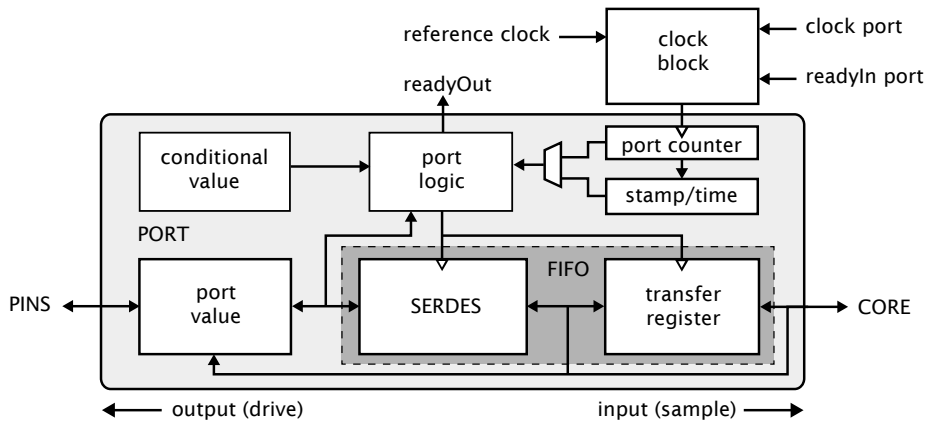 reference clock
clock
block
clock port
readyIn port
readyOut
conditional
value
port
logic
port counter
stamp/time
PORT
FIFO
PINS
port
value
SERDES
transfer
register
CORE
output (drive)
input (sample)